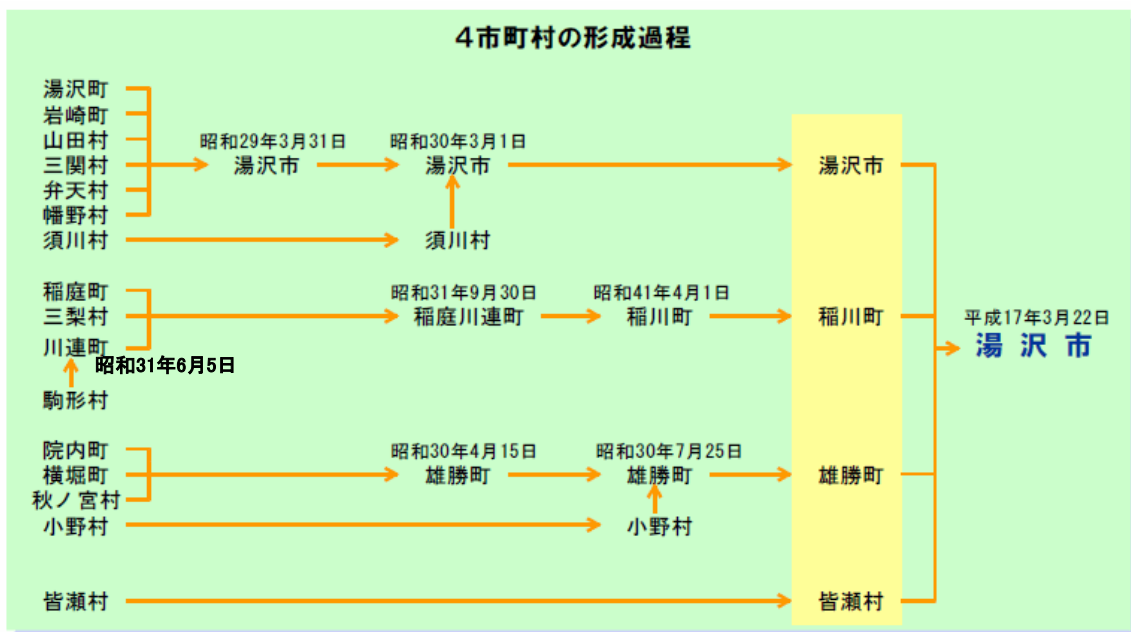 4市町村の形成過程
湯沢町
岩崎町
山田村
三関村
弁天村
幡野村
須川村
昭和29年3月31日
湯沢市
昭和30年3月1日
湯沢市
須川村
湯沢市
稲庭町
三梨村
川連町
昭和31年6月5日
駒形村
昭和31年9月30日
稲庭川連町
昭和41年4月1日
稲川町
稲川町
平成17年3月22日
湯沢市
院内町
横堀町
秋ノ宮村
小野村
昭和30年4月15日
雄勝町
昭和30年7月25日
雄勝町
小野村
雄勝町
皆瀬村
皆瀬村